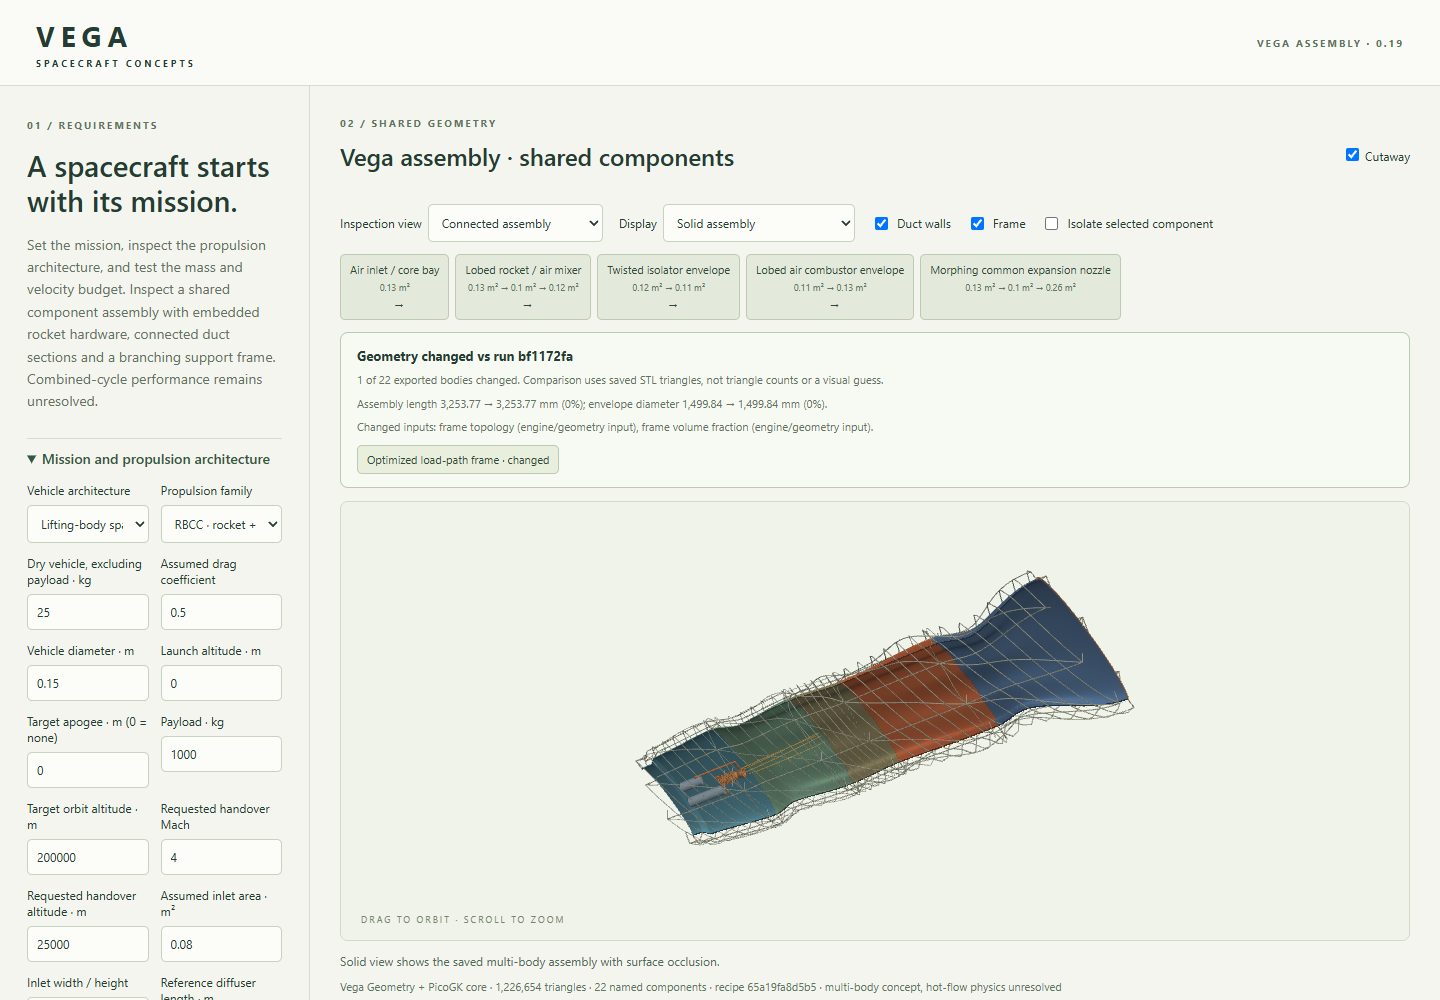 VEGA
SPACECRAFT CONCEPTS
VEGA ASSEMBLY · 0.19
01 / REQUIREMENTS
A spacecraft starts
with its mission.
Set the mission, inspect the propulsion
architecture, and test the mass and
velocity budget. Inspect a shared
component assembly with embedded
rocket hardware, connected duct
sections and a branching support frame.
Combined-cycle performance remains
unresolved.
▼ Mission and propulsion architecture
Vehicle architecture
Propulsion family
Lifting-body spa
RBCC · rocket +
Dry vehicle, excluding
payload · kg
Assumed drag
coefficient
25
0.5
Vehicle diameter · m
Launch altitude · m
0.15
0
Target apogee · m (0 =
none)
Payload · kg
0
1000
Target orbit altitude ·
m
Requested handover
Mach
200000
4
Requested handover
altitude · m
Assumed inlet area ·
m²
25000
0.08
Inlet width / height
Reference diffuser
length · m
02 / SHARED GEOMETRY
Vega assembly · shared components
Cutaway
Inspection view
Connected assembly
Display
Solid assembly
Duct walls
Frame
Isolate selected component
Air inlet / core bay
0.13 m²
→
Lobed rocket / air mixer
0.13 m² → 0.1 m² → 0.12 m²
→
Twisted isolator envelope
0.12 m² → 0.11 m²
→
Lobed air combustor envelope
0.11 m² → 0.13 m²
→
Morphing common expansion nozzle
0.13 m² → 0.1 m² → 0.26 m²
Geometry changed vs run bf1172fa
1 of 22 exported bodies changed. Comparison uses saved STL triangles, not triangle counts or a visual guess.
Assembly length 3,253.77 → 3,253.77 mm (0%); envelope diameter 1,499.84 → 1,499.84 mm (0%).
Changed inputs: frame topology (engine/geometry input), frame volume fraction (engine/geometry input).
Optimized load-path frame · changed
DRAG TO ORBIT · SCROLL TO ZOOM
Solid view shows the saved multi-body assembly with surface occlusion.
Vega Geometry + PicoGK core · 1,226,654 triangles · 22 named components · recipe 65a19fa8d5b5 · multi-body concept, hot-flow physics unresolved